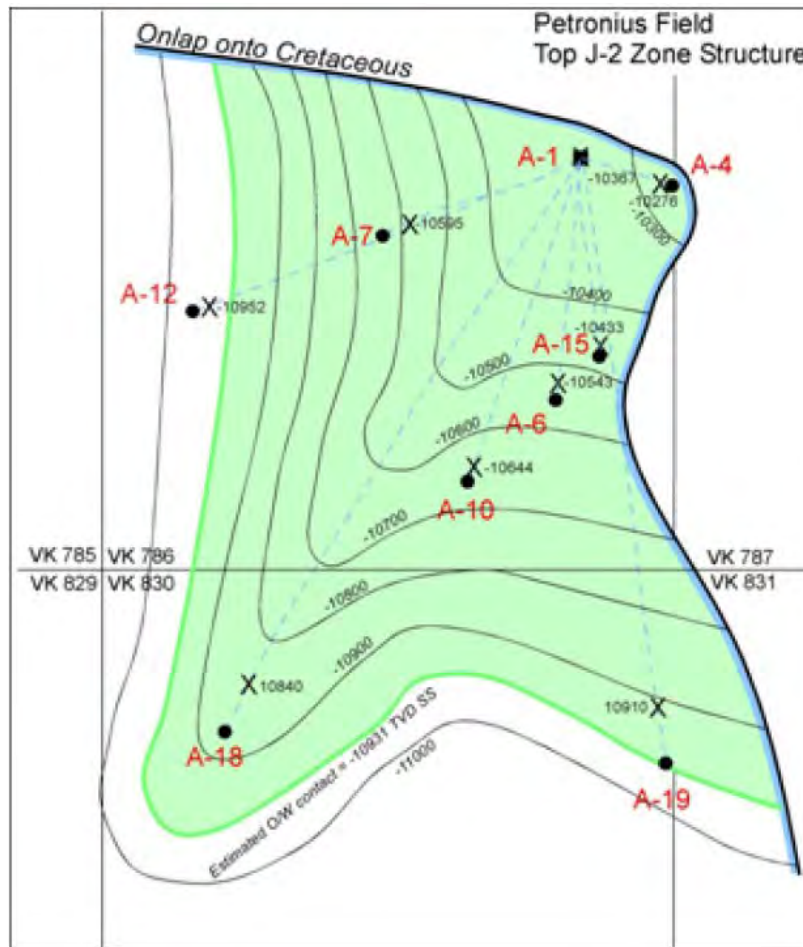 Petronius Field
Top J-2 Zone Structure
Onlap onto Cretaceous
A-1
A-4
-10367
-10276
-10300
A-7
-10595
A-12
-10952
-10400
-10433
A-15
-10500
-10543
A-6
-10600
-10644
A-10
-10700
VK 785
VK 786
VK 787
VK 829
VK 830
VK 831
-10800
-10900
10840
10910
A-18
-11000
A-19
Estimated O/W contact = -10931 TVD SS